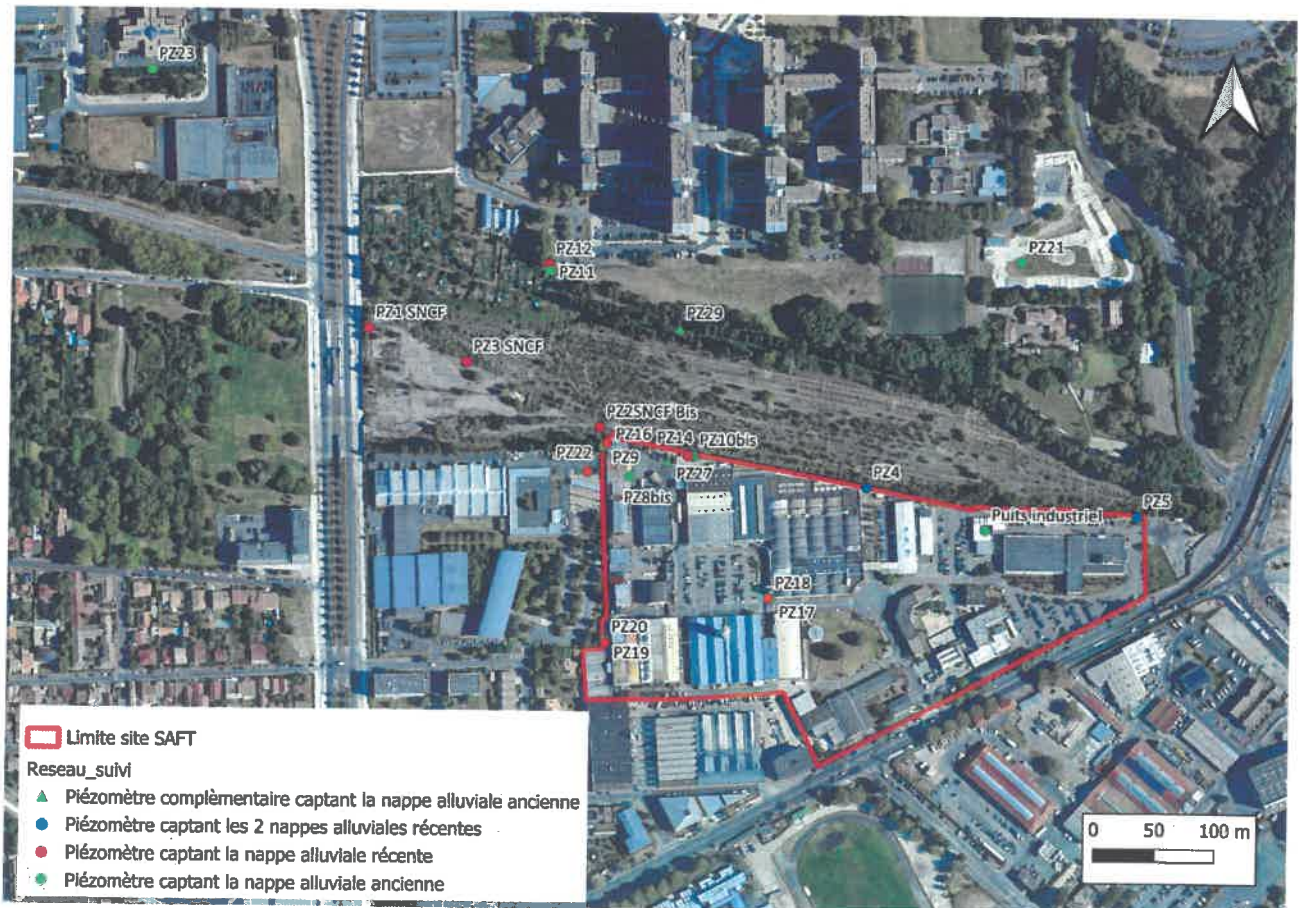 PZ23
PZ12
PZ11
PZ21
PZ1 SNCF
PZ29
PZ3 SNCF
PZ2SNCF Bis
PZ16 PZ14 PZ10bis
PZ22 PZ9 PZ27 PZ4
PZ8bis
Puits industriel PZ5
PZ18
PZ17
PZ20
PZ19
Limite site SAFT
Reseau_suivi
Piézomètre complèmentaire captant la nappe alluviale ancienne
Piézomètre captant les 2 nappes alluviales récentes
Piézomètre captant la nappe alluviale récente
Piézomètre captant la nappe alluviale ancienne
0 50 100 m